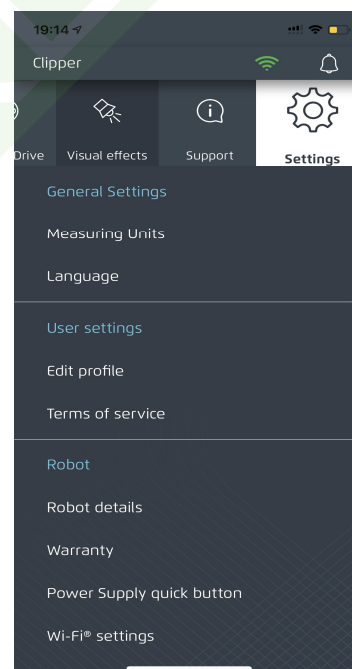 19:14
Clipper
Drive Visual effects Support Settings
General Settings
Measuring Units
Language
User settings
Edit profile
Terms of service
Robot
Robot details
Warranty
Power Supply quick button
Wi-Fi® settings